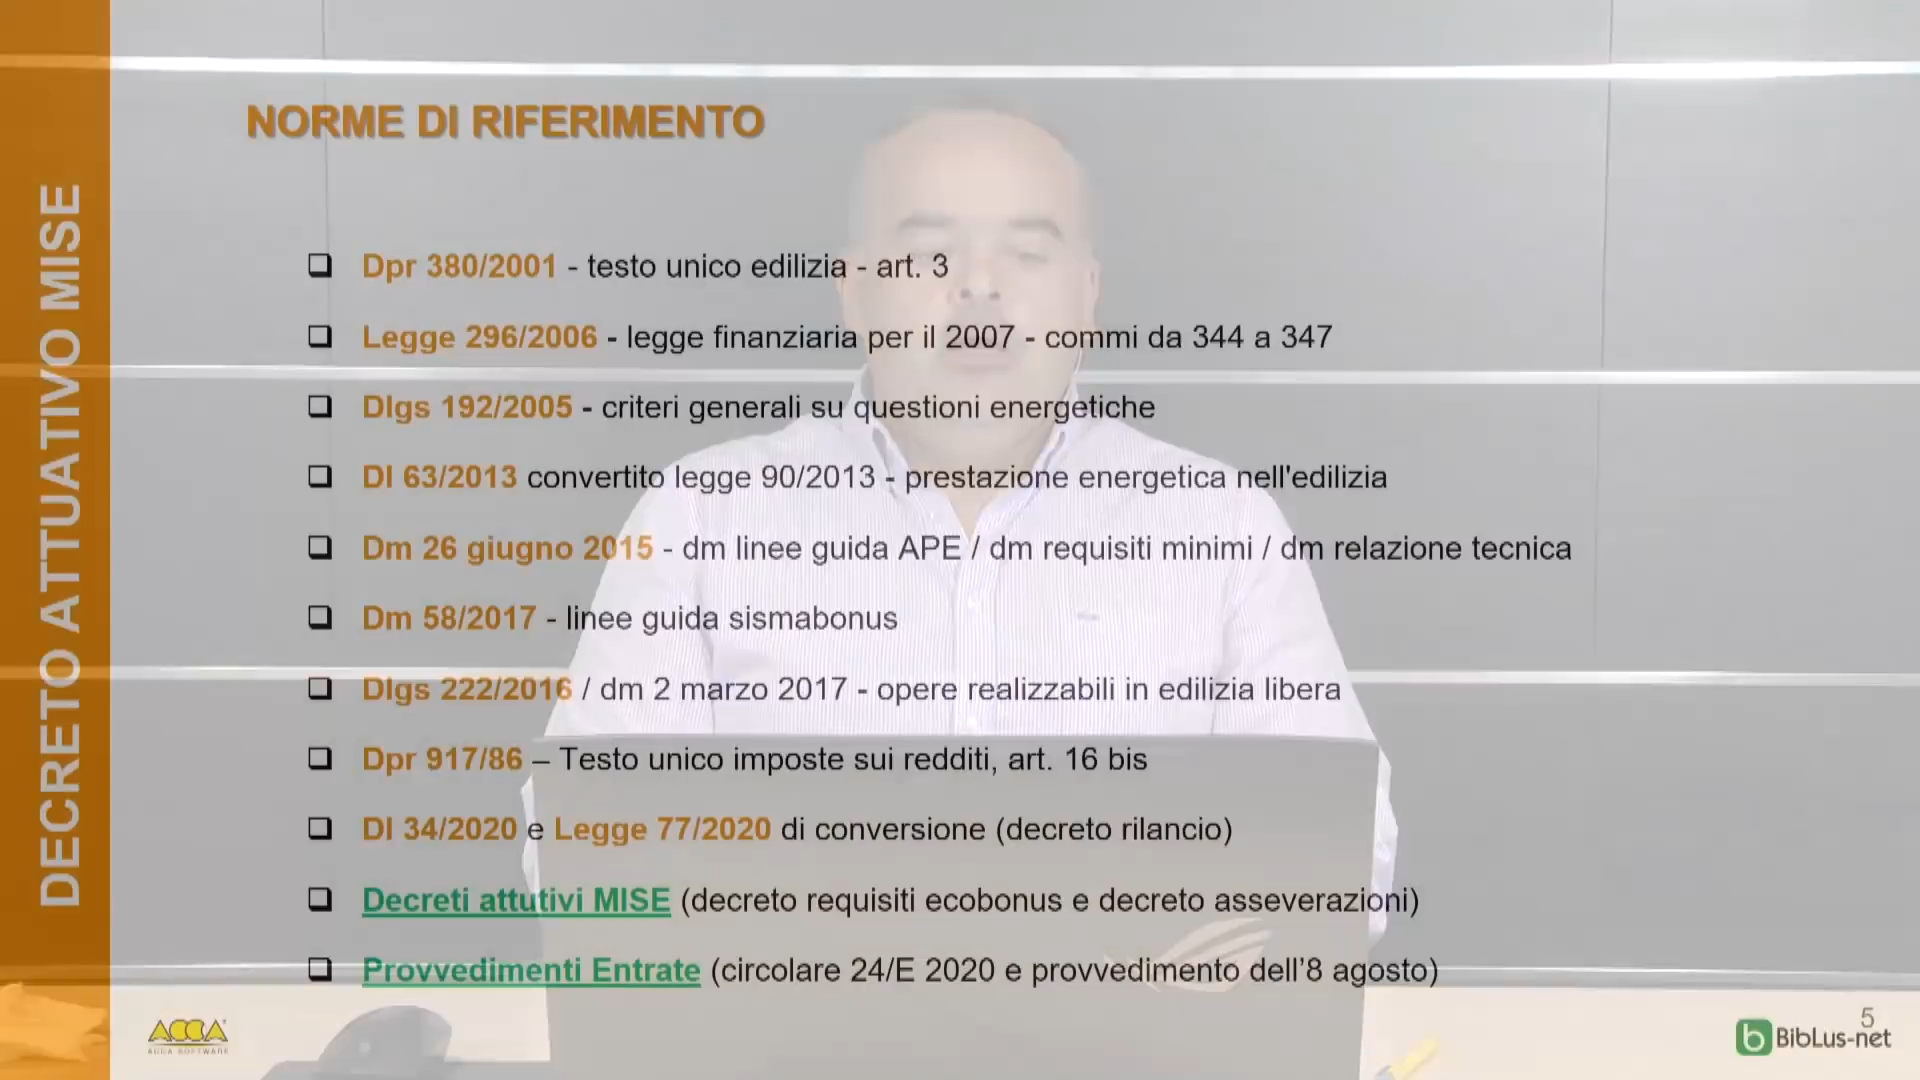 NORME DI RIFERIMENTO
DECRETO ATTUATIVO MISE
❑ Dpr 380/2001 - testo unico edilizia - art. 3
❑ Legge 296/2006 - legge finanziaria per il 2007 - commi da 344 a 347
❑ Dlgs 192/2005 - criteri generali su questioni energetiche
❑ Dl 63/2013 convertito legge 90/2013 - prestazione energetica nell'edilizia
❑ Dm 26 giugno 2015 - dm linee guida APE / dm requisiti minimi / dm relazione tecnica
❑ Dm 58/2017 - linee guida sismabonus
❑ Dlgs 222/2016 / dm 2 marzo 2017 - opere realizzabili in edilizia libera
❑ Dpr 917/86 – Testo unico imposte sui redditi, art. 16 bis
❑ Dl 34/2020 e Legge 77/2020 di conversione (decreto rilancio)
❑ Decreti attutivi MISE (decreto requisiti ecobonus e decreto asseverazioni)
❑ Provvedimenti Entrate (circolare 24/E 2020 e provvedimento dell’8 agosto)
ACCA
ACCA SOFTWARE
5
BibLus-net